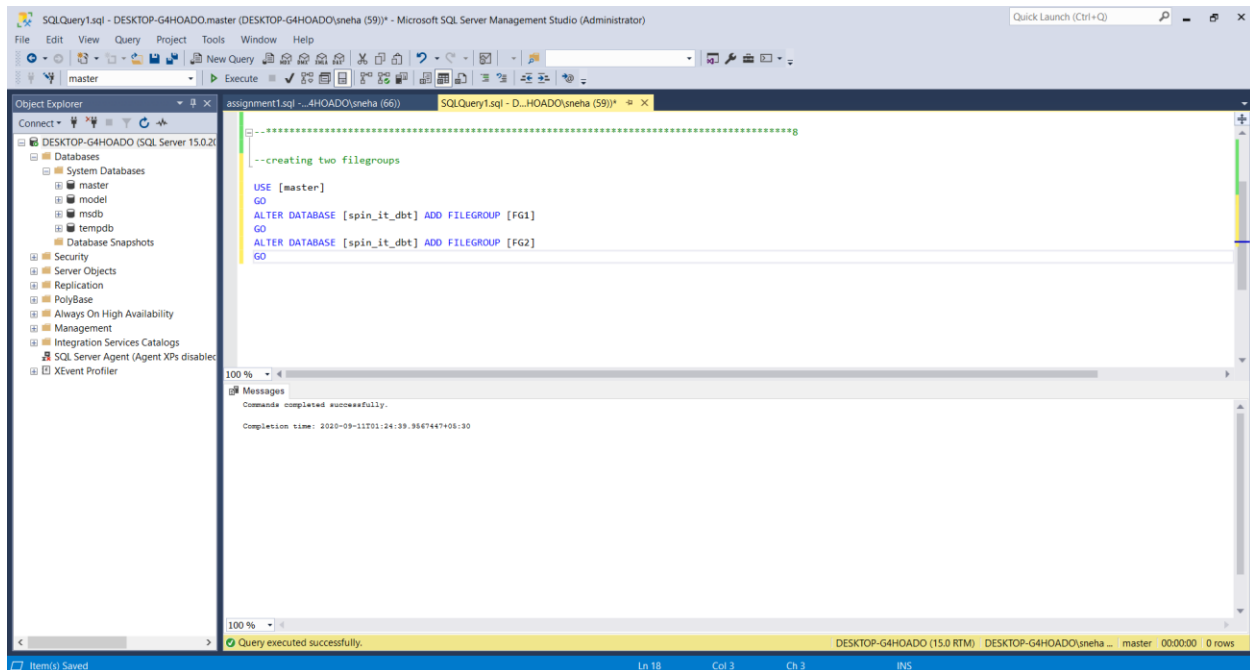 SQLQuery1.sql - DESKTOP-G4HOADO.master (DESKTOP-G4HOADO\sneha (59))* - Microsoft SQL Server Management Studio (Administrator)
Quick Launch (Ctrl+Q)
File Edit View Query Project Tools Window Help
New Query
master
Execute
Object Explorer
assignment1.sql -...4HOADO\sneha (66))
SQLQuery1.sql - D...HOADO\sneha (59))*
Connect
DESKTOP-G4HOADO (SQL Server 15.0.20
Databases
System Databases
master
model
msdb
tempdb
Database Snapshots
Security
Server Objects
Replication
PolyBase
Always On High Availability
Management
Integration Services Catalogs
SQL Server Agent (Agent XPs disabled
XEvent Profiler
--******************************************************************************************B
--creating two filegroups
USE [master]
GO
ALTER DATABASE [spin_it_dbt] ADD FILEGROUP [FG1]
GO
ALTER DATABASE [spin_it_dbt] ADD FILEGROUP [FG2]
GO
100 %
Messages
Commands completed successfully.
Completion time: 2020-09-11T01:24:39.9567447+05:30
100 %
Query executed successfully.
DESKTOP-G4HOADO (15.0 RTM) DESKTOP-G4HOADO\sneha ... master 00:00:00 0 rows
Item(s) Saved
Ln 18 Col 3 Ch 3 INS